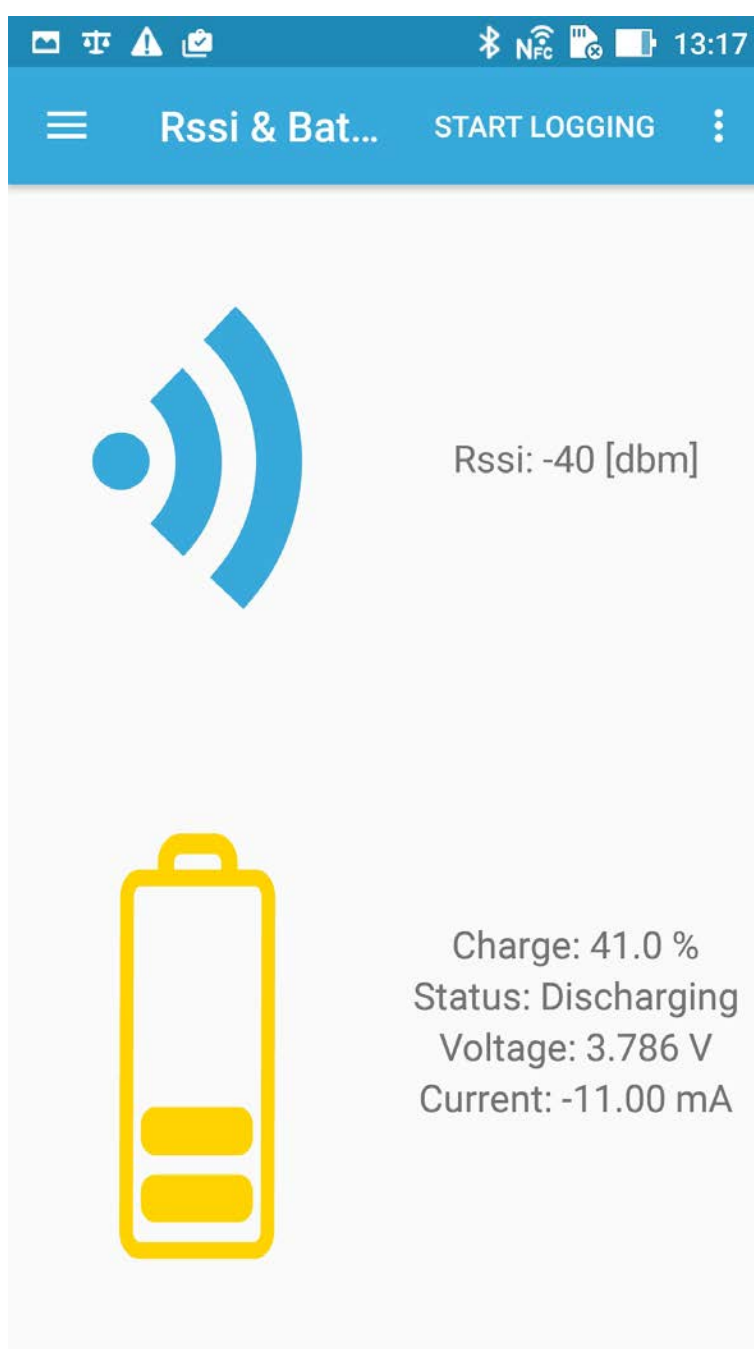 NFC 13:17
Rssi & Bat... START LOGGING
Rssi: -40 [dbm]
Charge: 41.0 %
Status: Discharging
Voltage: 3.786 V
Current: -11.00 mA